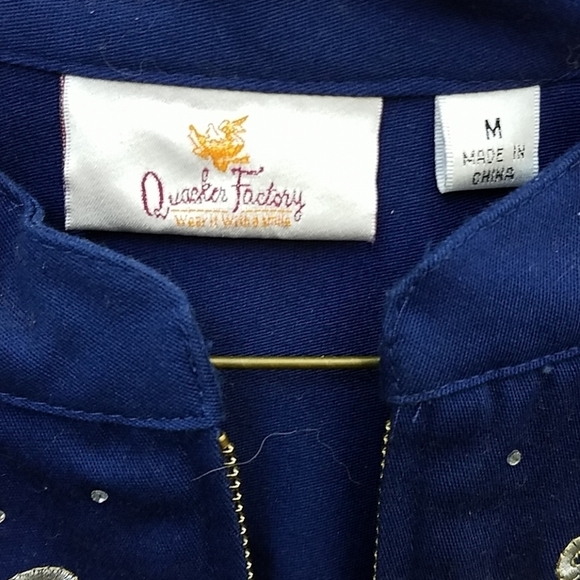 Quacker Factory
Wear it with a smile
M
MADE IN
CHINA